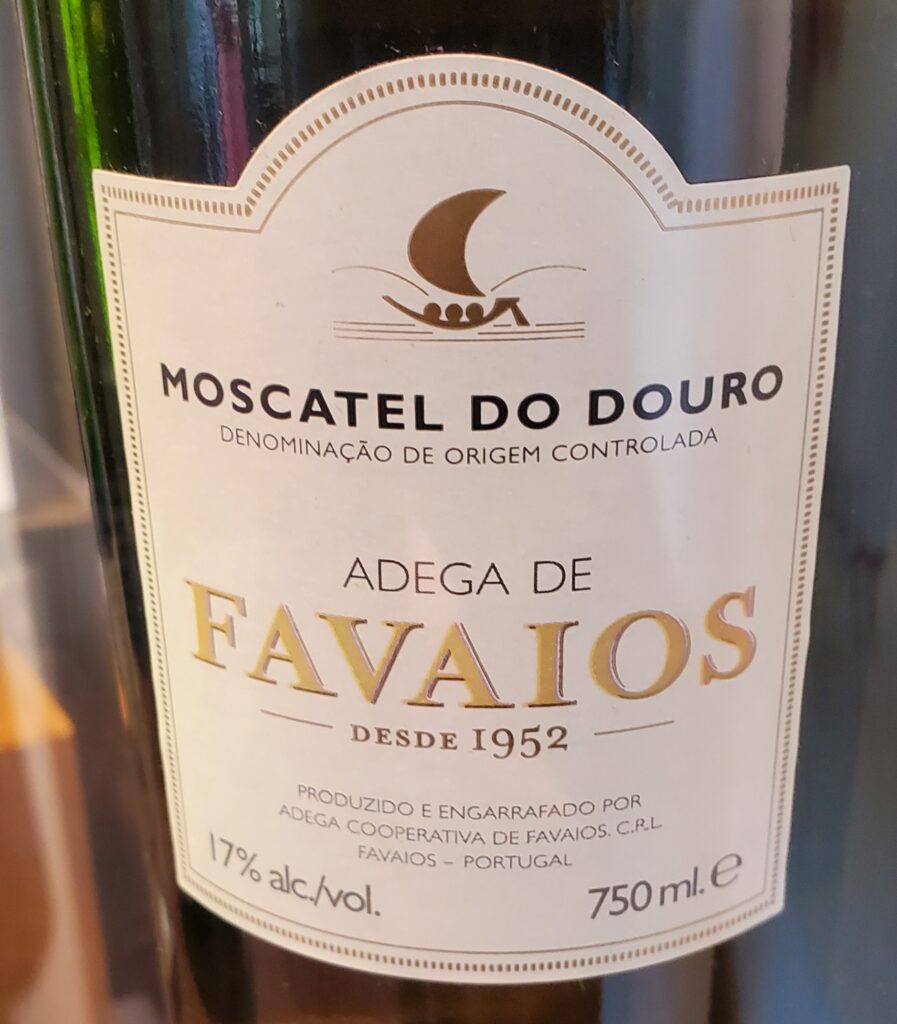 MOSCATEL DO DOURO
DENOMINAÇÃO DE ORIGEM CONTROLADA
ADEGA DE
FAVAIOS
DESDE 1952
PRODUZIDO E ENGARRAFADO POR
ADEGA COOPERATIVA DE FAVAIOS. C.R.L.
FAVAIOS – PORTUGAL
17% alc./vol. 750 ml. e